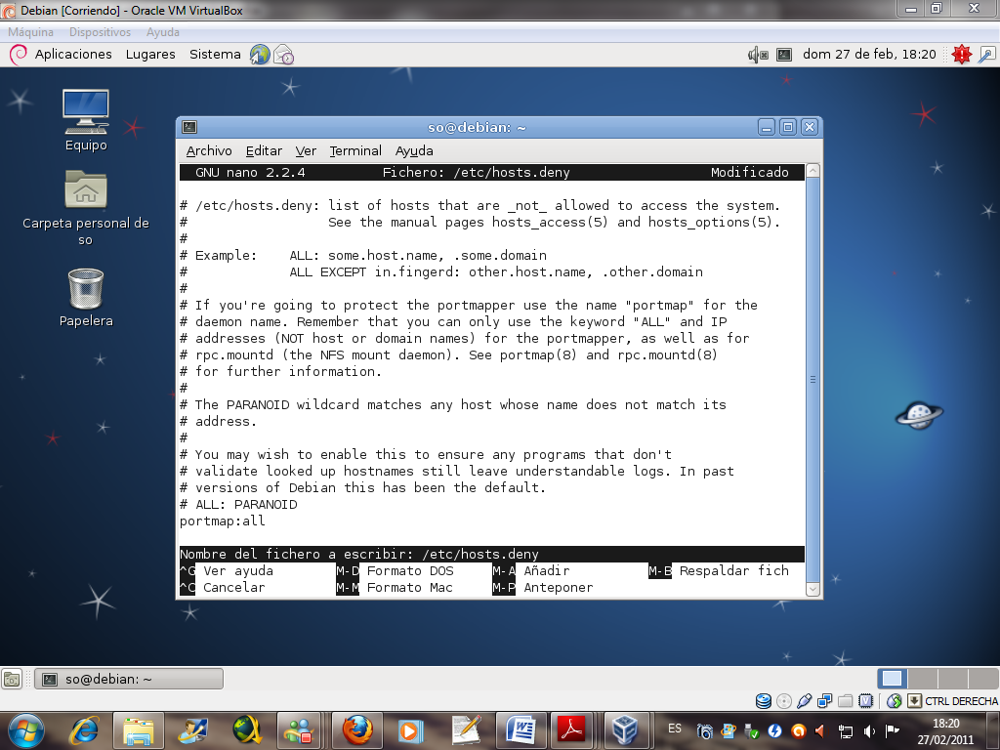 Debian [Corriendo] - Oracle VM VirtualBox
Máquina Dispositivos Ayuda
Aplicaciones Lugares Sistema dom 27 de feb, 18:20
Equipo
Carpeta personal de
so
Papelera
so@debian: ~
Archivo Editar Ver Terminal Ayuda
GNU nano 2.2.4 Fichero: /etc/hosts.deny Modificado
# /etc/hosts.deny: list of hosts that are _not_ allowed to access the system.
# See the manual pages hosts_access(5) and hosts_options(5).
#
# Example: ALL: some.host.name, .some.domain
# ALL EXCEPT in.fingerd: other.host.name, .other.domain
#
# If you're going to protect the portmapper use the name "portmap" for the
# daemon name. Remember that you can only use the keyword "ALL" and IP
# addresses (NOT host or domain names) for the portmapper, as well as for
# rpc.mountd (the NFS mount daemon). See portmap(8) and rpc.mountd(8)
# for further information.
#
# The PARANOID wildcard matches any host whose name does not match its
# address.
#
# You may wish to enable this to ensure any programs that don't
# validate looked up hostnames still leave understandable logs. In past
# versions of Debian this has been the default.
# ALL: PARANOID
portmap:all
Nombre del fichero a escribir: /etc/hosts.deny
^G Ver ayuda M-D Formato DOS M-A Añadir M-B Respaldar fich
^C Cancelar M-M Formato Mac M-P Anteponer
so@debian: ~
CTRL DERECHA
ES 18:20
27/02/2011